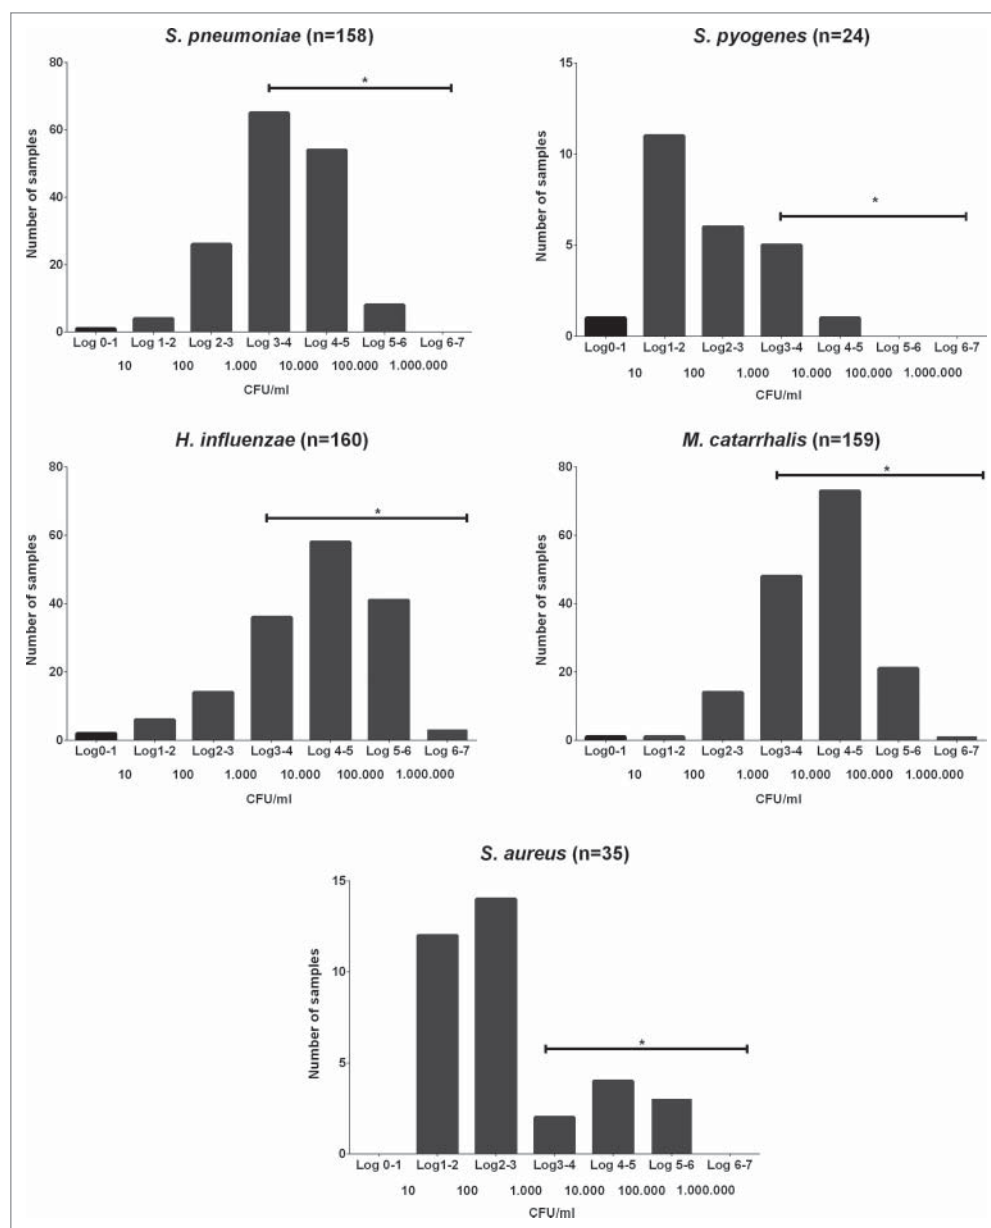 S. pneumoniae (n=158)
Number of samples
80
60
40
20
0
*
Log 0-1 Log 1-2 Log 2-3 Log 3-4 Log 4-5 Log 5-6 Log 6-7
10 100 1.000 10.000 100.000 1.000.000
CFU/ml
S. pyogenes (n=24)
Number of samples
15
10
5
0
*
Log0-1 Log1-2 Log2-3 Log3-4 Log 4-5 Log 5-6 Log 6-7
10 100 1.000 10.000 100.000 1.000.000
CFU/ml
H. influenzae (n=160)
Number of samples
80
60
40
20
0
*
Log0-1 Log1-2 Log2-3 Log3-4 Log 4-5 Log 5-6 Log 6-7
10 100 1.000 10.000 100.000 1.000.000
CFU/ml
M. catarrhalis (n=159)
Number of samples
80
60
40
20
0
*
Log0-1 Log1-2 Log2-3 Log3-4 Log 4-5 Log 5-6 Log 6-7
10 100 1.000 10.000 100.000 1.000.000
CFU/ml
S. aureus (n=35)
Number of samples
15
10
5
0
*
Log 0-1 Log1-2 Log2-3 Log3-4 Log 4-5 Log 5-6 Log 6-7
10 100 1.000 10.000 100.000 1.000.000
CFU/ml